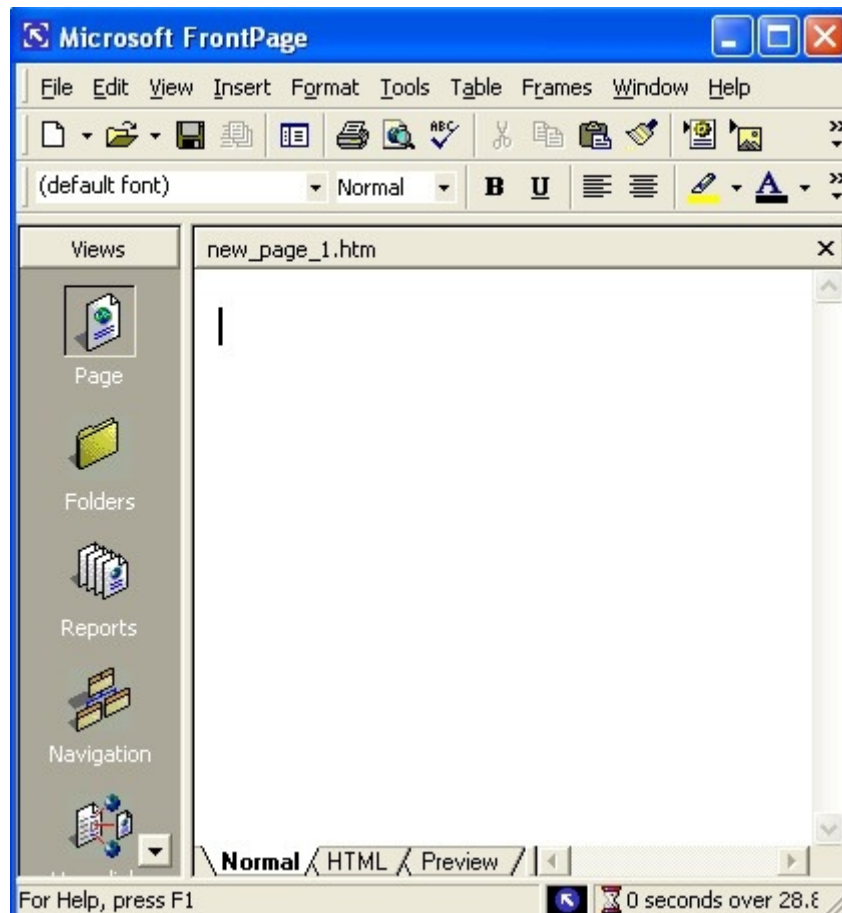 Microsoft FrontPage
File Edit View Insert Format Tools Table Frames Window Help
ABC
(default font) Normal B U A
Views new_page_1.htm
Page
Folders
Reports
Navigation
Normal HTML Preview
For Help, press F1 0 seconds over 28.8